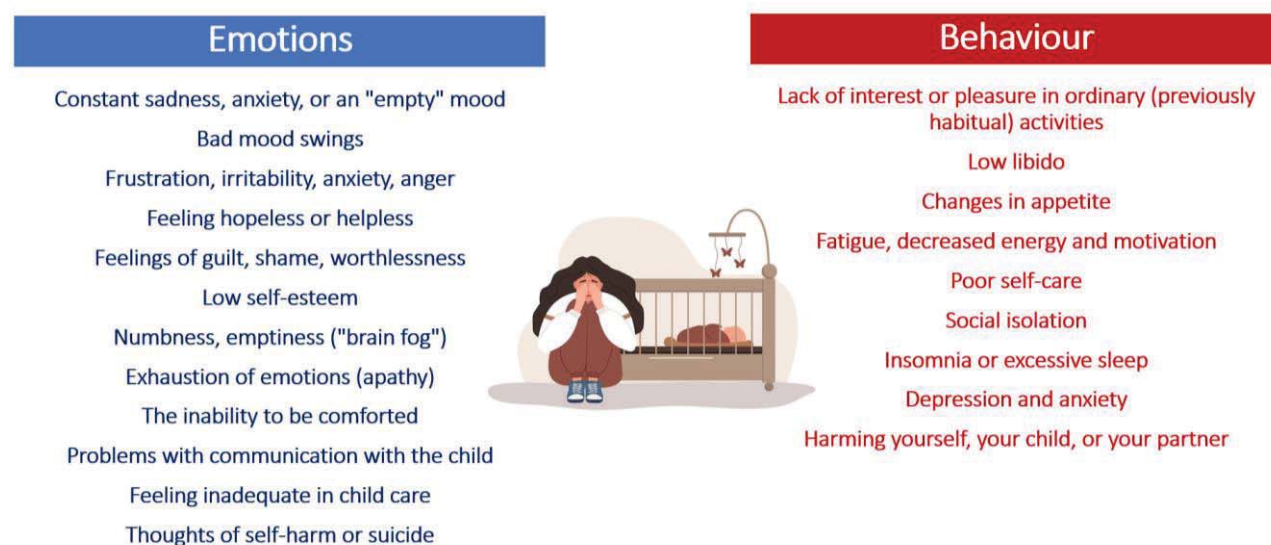 Emotions
Constant sadness, anxiety, or an "empty" mood
Bad mood swings
Frustration, irritability, anxiety, anger
Feeling hopeless or helpless
Feelings of guilt, shame, worthlessness
Low self-esteem
Numbness, emptiness ("brain fog")
Exhaustion of emotions (apathy)
The inability to be comforted
Problems with communication with the child
Feeling inadequate in child care
Thoughts of self-harm or suicide
Behaviour
Lack of interest or pleasure in ordinary (previously
habitual) activities
Low libido
Changes in appetite
Fatigue, decreased energy and motivation
Poor self-care
Social isolation
Insomnia or excessive sleep
Depression and anxiety
Harming yourself, your child, or your partner